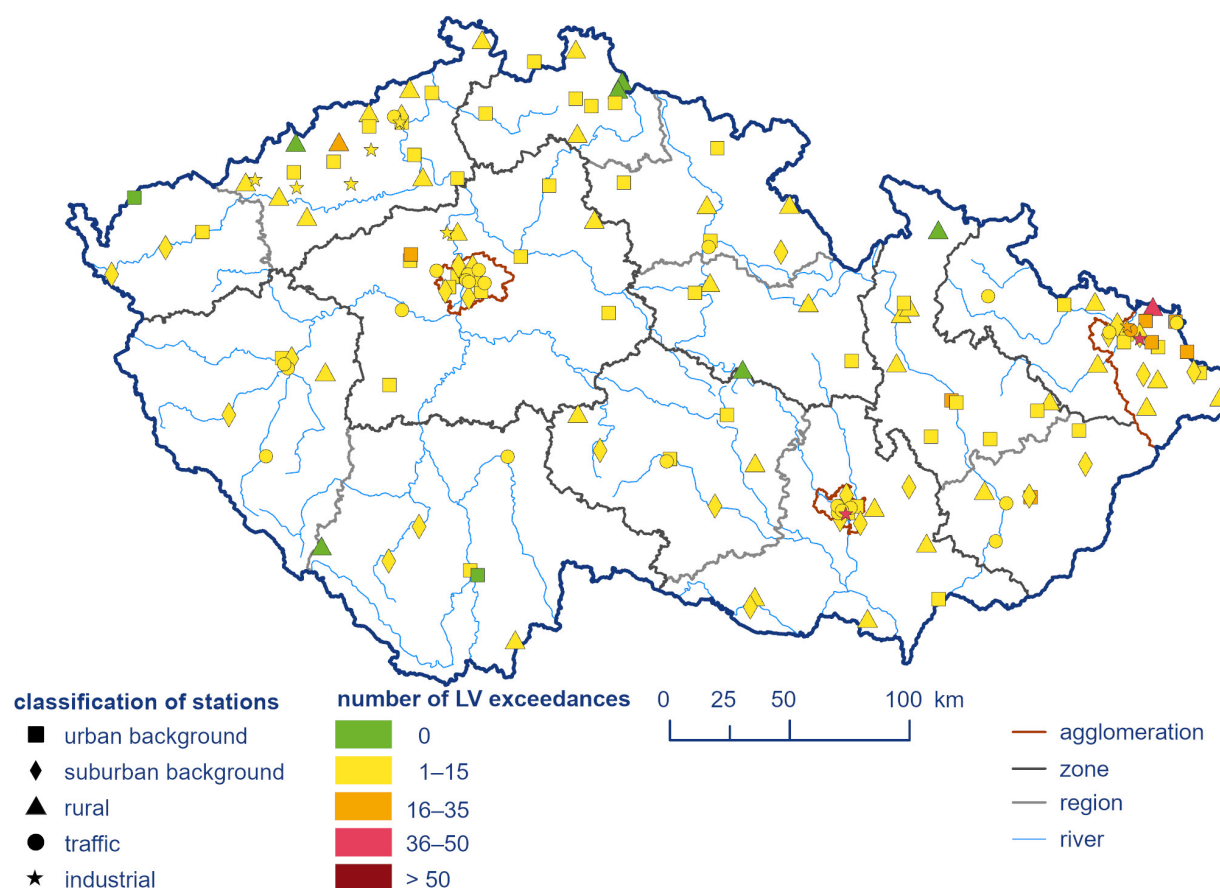 classification of stations
urban background
suburban background
rural
traffic
industrial
number of LV exceedances
0
1–15
16–35
36–50
> 50
0 25 50 100 km
agglomeration
zone
region
river